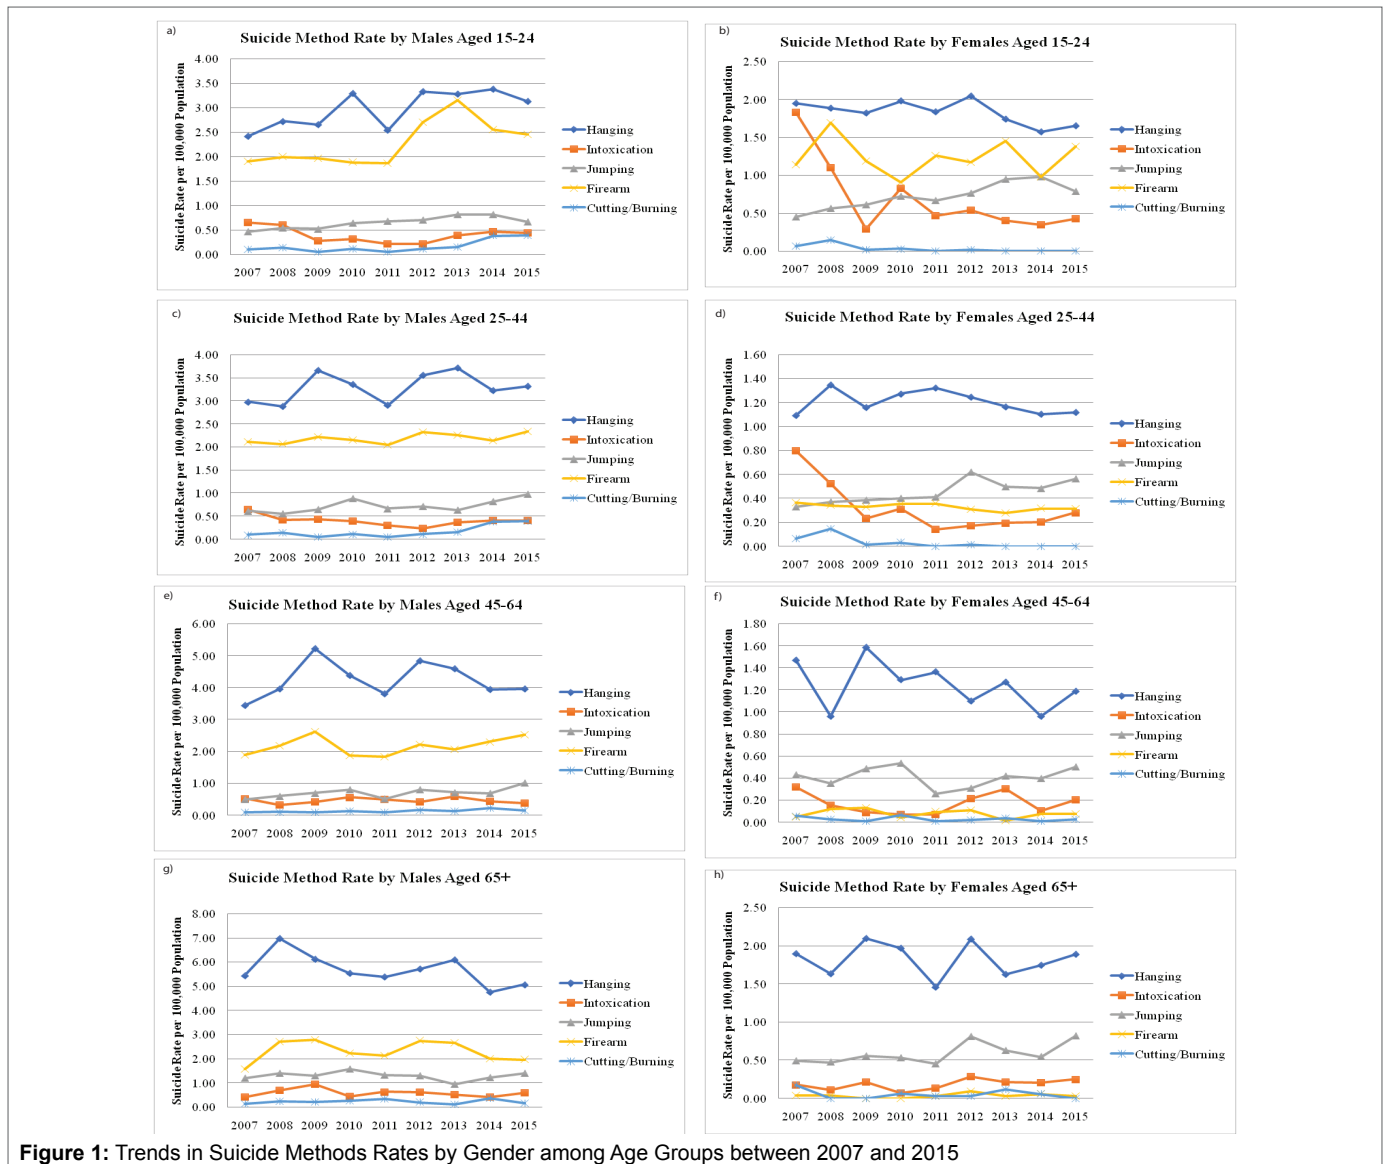 a)
Suicide Method Rate by Males Aged 15-24
Suicide Rate per 100,000 Population
4.00
3.50
3.00
2.50
2.00
1.50
1.00
0.50
0.00
2007 2008 2009 2010 2011 2012 2013 2014 2015
Hanging
Intoxication
Jumping
Firearm
Cutting/Burning
b)
Suicide Method Rate by Females Aged 15-24
Suicide Rate per 100,000 Population
2.50
2.00
1.50
1.00
0.50
0.00
2007 2008 2009 2010 2011 2012 2013 2014 2015
Hanging
Intoxication
Jumping
Firearm
Cutting/Burning
c)
Suicide Method Rate by Males Aged 25-44
Suicide Rate per 100,000 Population
4.00
3.50
3.00
2.50
2.00
1.50
1.00
0.50
0.00
2007 2008 2009 2010 2011 2012 2013 2014 2015
Hanging
Intoxication
Jumping
Firearm
Cutting/Burning
d)
Suicide Method Rate by Females Aged 25-44
Suicide Rate per 100,000 Population
1.60
1.40
1.20
1.00
0.80
0.60
0.40
0.20
0.00
2007 2008 2009 2010 2011 2012 2013 2014 2015
Hanging
Intoxication
Jumping
Firearm
Cutting/Burning
e)
Suicide Method Rate by Males Aged 45-64
Suicide Rate per 100,000 Population
6.00
5.00
4.00
3.00
2.00
1.00
0.00
2007 2008 2009 2010 2011 2012 2013 2014 2015
Hanging
Intoxication
Jumping
Firearm
Cutting/Burning
f)
Suicide Method Rate by Females Aged 45-64
Suicide Rate per 100,000 Population
1.80
1.60
1.40
1.20
1.00
0.80
0.60
0.40
0.20
0.00
2007 2008 2009 2010 2011 2012 2013 2014 2015
Hanging
Intoxication
Jumping
Firearm
Cutting/Burning
g)
Suicide Method Rate by Males Aged 65+
Suicide Rate per 100,000 Population
8.00
7.00
6.00
5.00
4.00
3.00
2.00
1.00
0.00
2007 2008 2009 2010 2011 2012 2013 2014 2015
Hanging
Intoxication
Jumping
Firearm
Cutting/Burning
h)
Suicide Method Rate by Females Aged 65+
Suicide Rate per 100,000 Population
2.50
2.00
1.50
1.00
0.50
0.00
2007 2008 2009 2010 2011 2012 2013 2014 2015
Hanging
Intoxication
Jumping
Firearm
Cutting/Burning
Figure 1: Trends in Suicide Methods Rates by Gender among Age Groups between 2007 and 2015